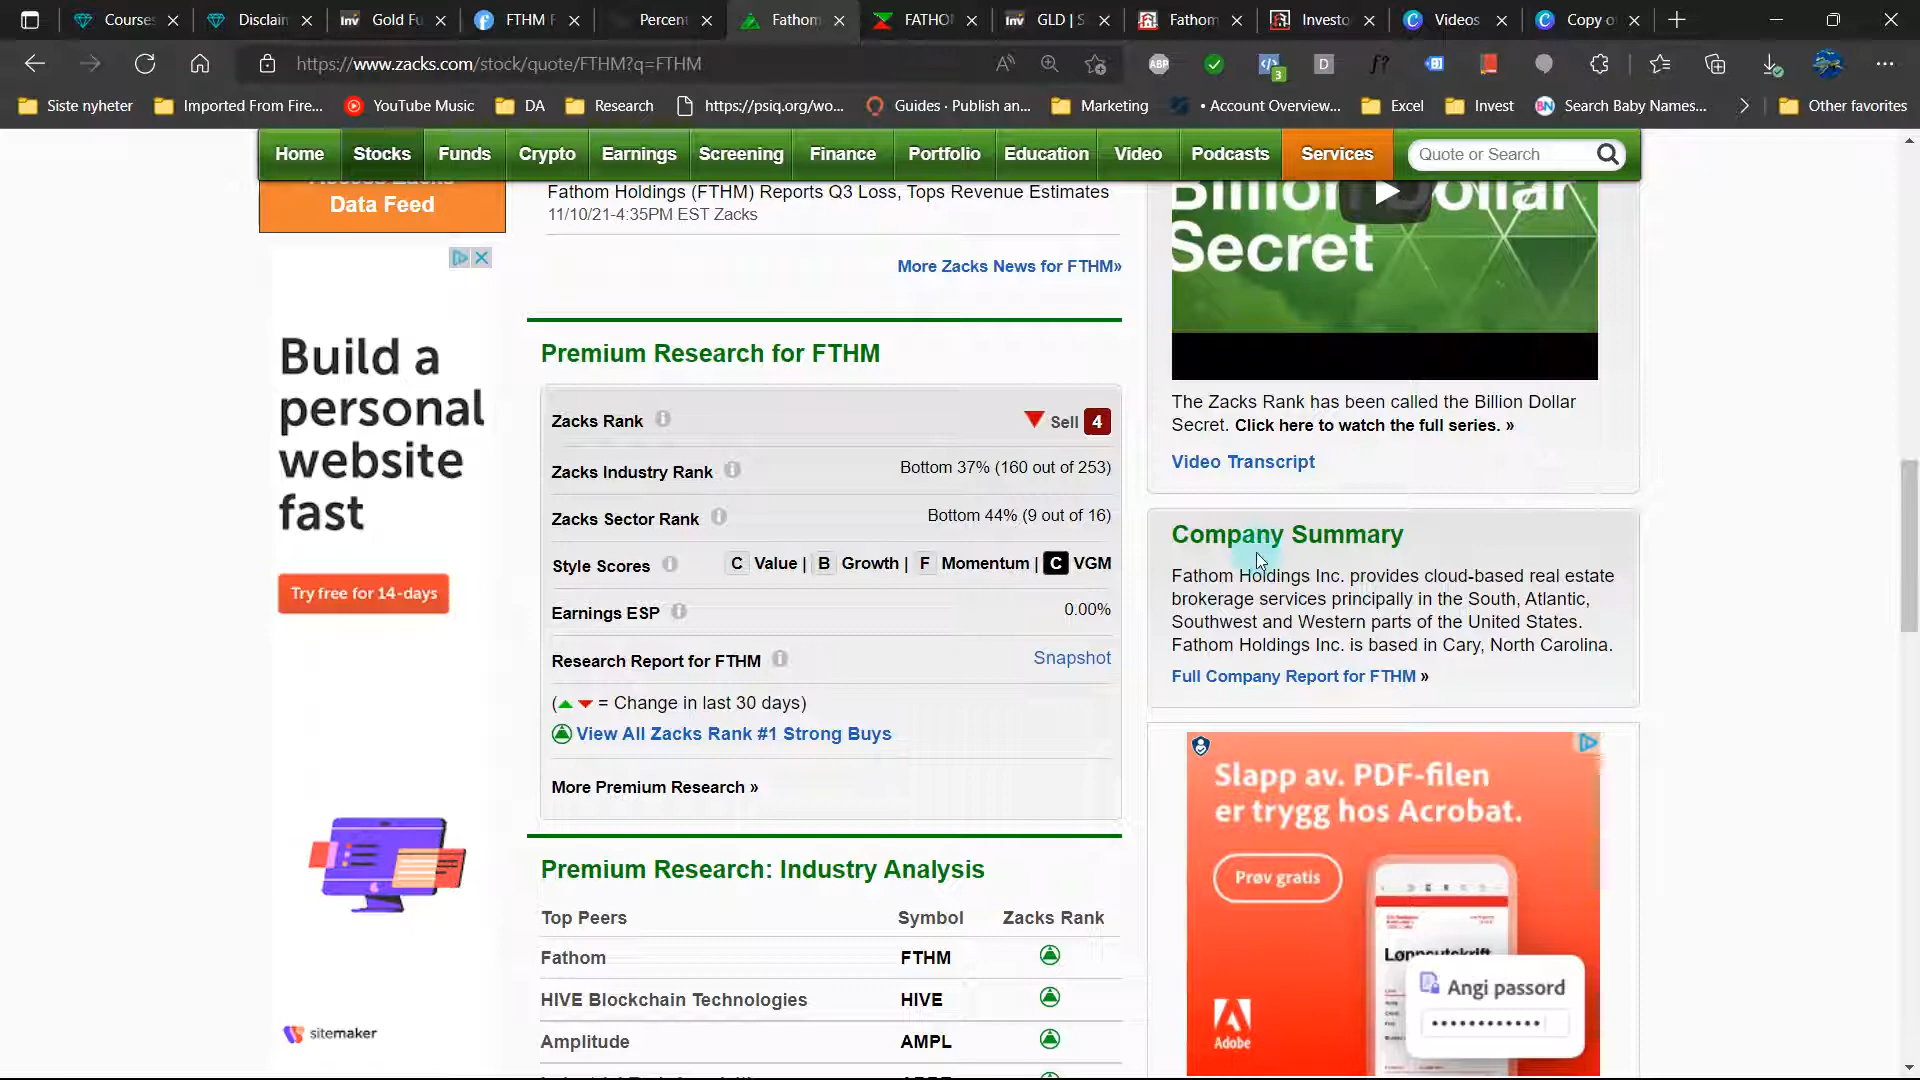 Courses
Disclaim
Gold Fu
FTHM F
Percent
Fathom
FATHO
GLD | S
Fathom
Investo
Videos
Copy o
https://www.zacks.com/stock/quote/FTHM?q=FTHM
Siste nyheter
Imported From Fire...
YouTube Music
DA
Research
https://psiq.org/wo...
Guides · Publish an...
Marketing
• Account Overview...
Excel
Invest
Search Baby Names...
Other favorites
Home Stocks Funds Crypto Earnings Screening Finance Portfolio Education Video Podcasts Services Quote or Search
Access Zacks
Data Feed
Build a
personal
website
fast
Try free for 14-days
sitemaker
Fathom Holdings (FTHM) Reports Q3 Loss, Tops Revenue Estimates
11/10/21-4:35PM EST Zacks
More Zacks News for FTHM»
Premium Research for FTHM
Zacks Rank Sell 4
Zacks Industry Rank Bottom 37% (160 out of 253)
Zacks Sector Rank Bottom 44% (9 out of 16)
Style Scores C Value | B Growth | F Momentum | C VGM
Earnings ESP 0.00%
Research Report for FTHM Snapshot
( = Change in last 30 days)
View All Zacks Rank #1 Strong Buys
More Premium Research »
Premium Research: Industry Analysis
Top Peers Symbol Zacks Rank
Fathom FTHM
HIVE Blockchain Technologies HIVE
Amplitude AMPL
Billion Dollar
Secret
The Zacks Rank has been called the Billion Dollar
Secret. Click here to watch the full series. »
Video Transcript
Company Summary
Fathom Holdings Inc. provides cloud-based real estate
brokerage services principally in the South, Atlantic,
Southwest and Western parts of the United States.
Fathom Holdings Inc. is based in Cary, North Carolina.
Full Company Report for FTHM »
Slapp av. PDF-filen
er trygg hos Acrobat.
Prøv gratis
Lønnsutskrift
Angi passord
Adobe